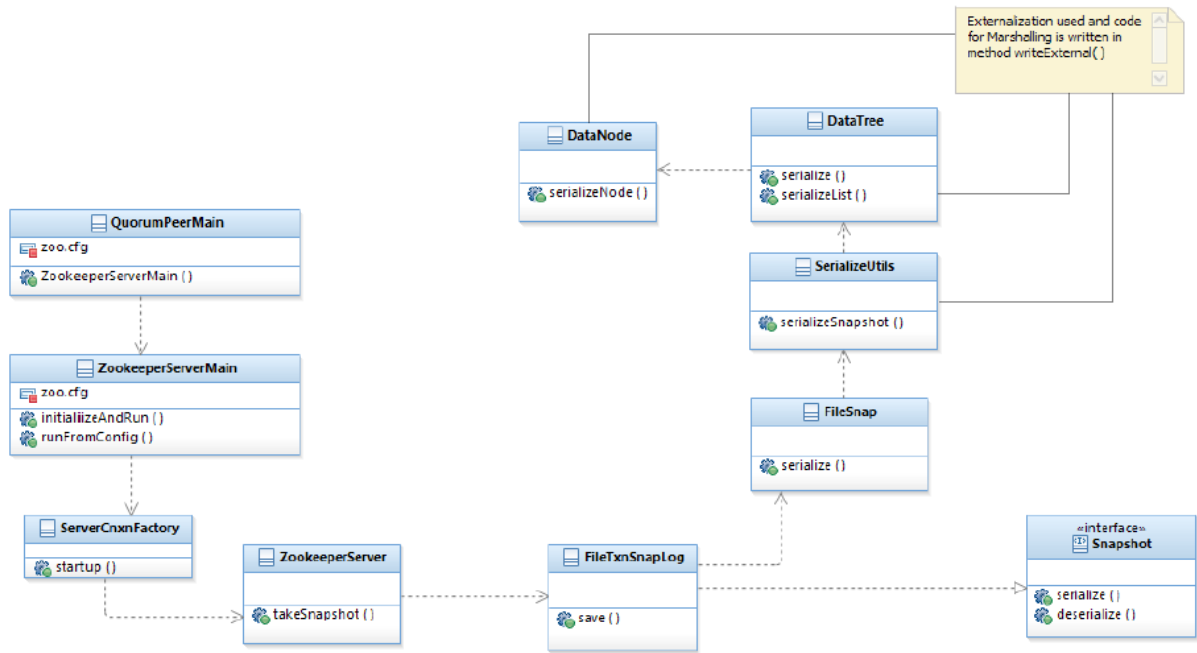 Externalization used and code
for Marshalling is written in
method writeExternal( )
DataNode
serializeNode ( )
DataTree
serialize ( )
serializeList ( )
QuorumPeerMain
zoo.cfg
ZookeeperServerMain ( )
SerializeUtils
serializeSnapshot ( )
ZookeeperServerMain
zoo.cfg
initialiizeAndRun ( )
runFromConfig ( )
FileSnap
serialize ( )
ServerCnxnFactory
startup ( )
ZookeeperServer
takeSnapshot ( )
FileTxnSnapLog
save ( )
«interface»
Snapshot
serialize ( )
deserialize ( )